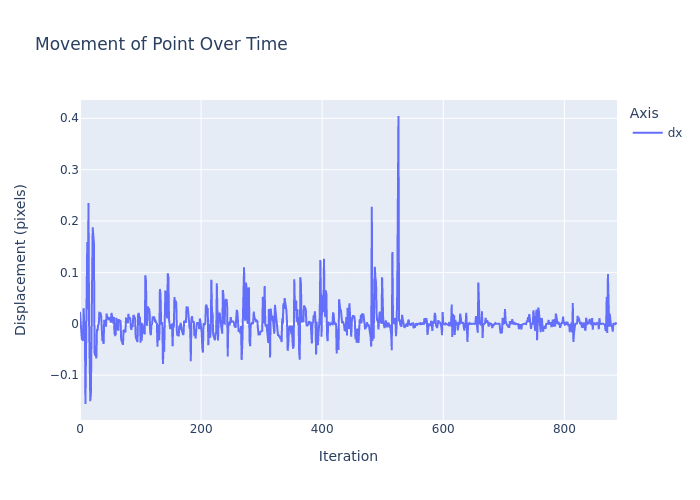 Movement of Point Over Time
Axis
dx
Displacement (pixels)
0.4
0.3
0.2
0.1
0
−0.1
0 200 400 600 800
Iteration